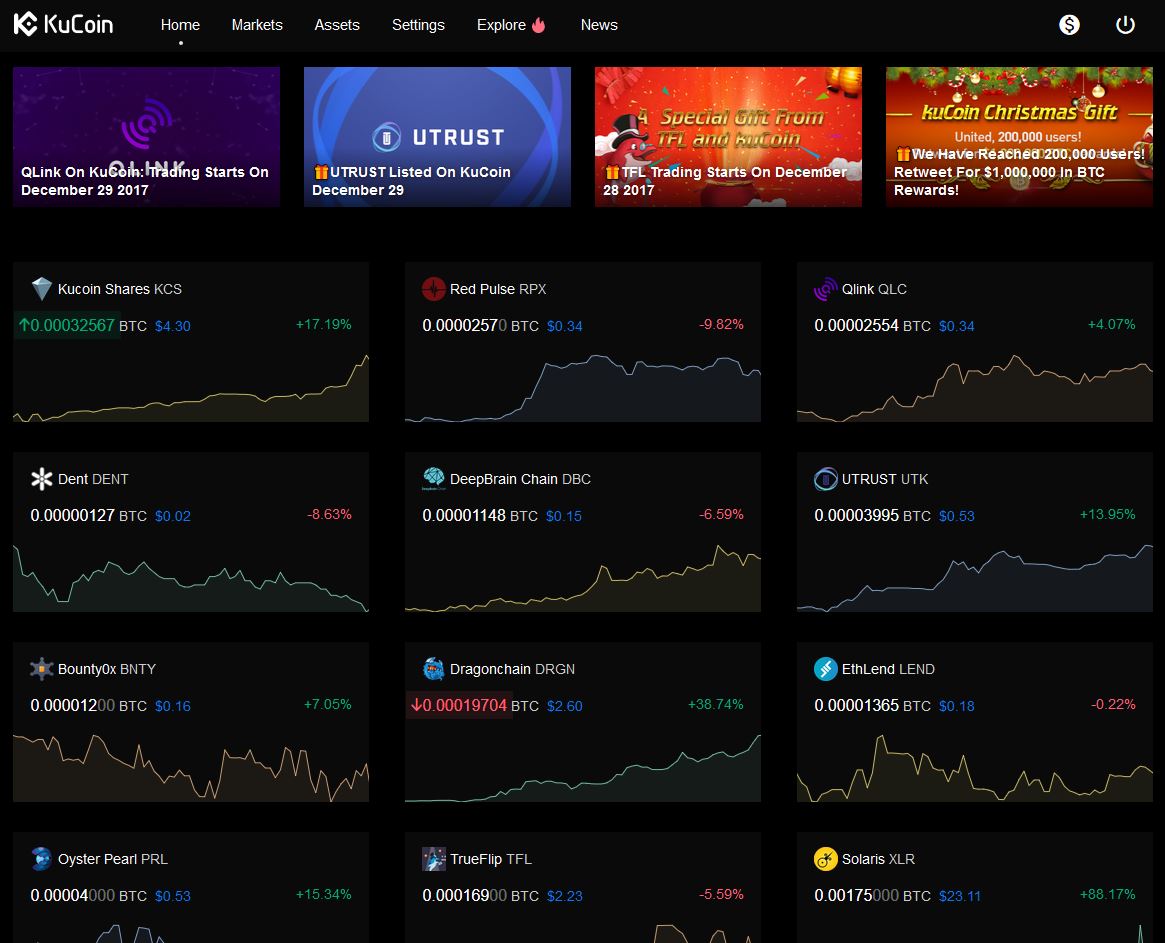 KuCoin
Home
Markets
Assets
Settings
Explore
News
QLINK
QLink On KuCoin: Trading Starts On
December 29 2017
UTRUST
UTRUST Listed On KuCoin
December 29
A Special Gift From
TFL and kuCoin
TFL Trading Starts On December
28 2017
kuCoin Christmas Gift
United, 200,000 users!
We Have Reached 200,000 Users!
Retweet For $1,000,000 In BTC
Rewards!
Kucoin Shares KCS
↑0.00032567 BTC $4.30 +17.19%
Red Pulse RPX
0.00002570 BTC $0.34 -9.82%
Qlink QLC
0.00002554 BTC $0.34 +4.07%
Dent DENT
0.00000127 BTC $0.02 -8.63%
DeepBrain Chain DBC
0.00001148 BTC $0.15 -6.59%
UTRUST UTK
0.00003995 BTC $0.53 +13.95%
Bounty0x BNTY
0.00001200 BTC $0.16 +7.05%
Dragonchain DRGN
↓0.00019704 BTC $2.60 +38.74%
EthLend LEND
0.00001365 BTC $0.18 -0.22%
Oyster Pearl PRL
0.00004000 BTC $0.53 +15.34%
TrueFlip TFL
0.00016900 BTC $2.23 -5.59%
Solaris XLR
0.00175000 BTC $23.11 +88.17%